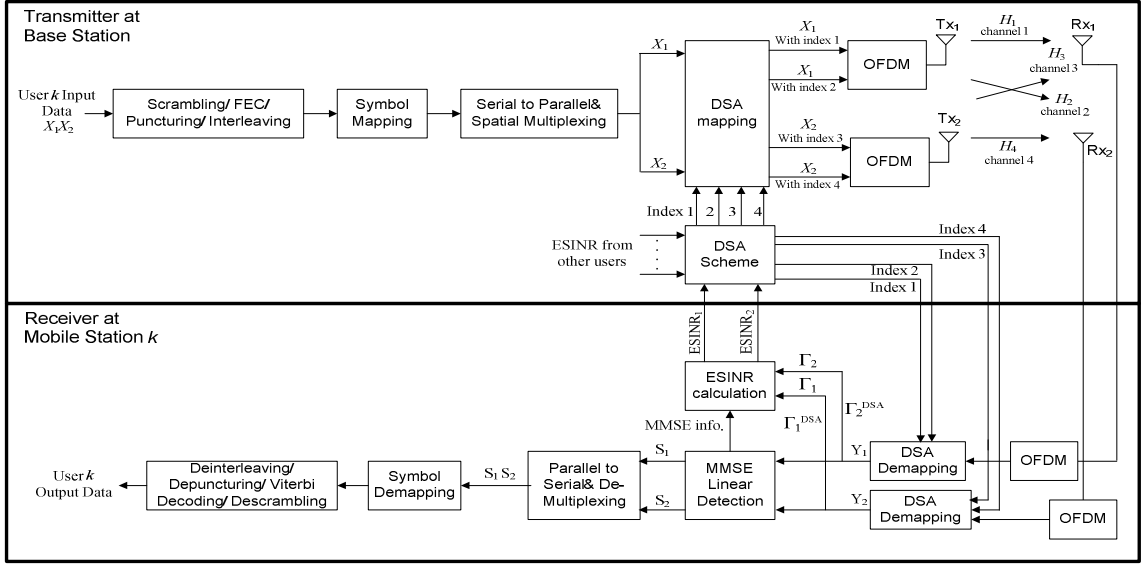 Transmitter at
Base Station
User k Input
Data
X1X2
Scrambling/ FEC/
Puncturing/ Interleaving
Symbol
Mapping
Serial to Parallel&
Spatial Multiplexing
X1
X2
DSA
mapping
X1
With index 1
X1
With index 2
X2
With index 3
X2
With index 4
OFDM
OFDM
Tx1
Tx2
H1
channel 1
H3
channel 3
H2
channel 2
H4
channel 4
Rx1
Rx2
Index 1
2
3
4
ESINR from
other users
DSA
Scheme
Index 4
Index 3
Index 2
Index 1
Receiver at
Mobile Station k
ESINR1
ESINR2
ESINR
calculation
Γ2
Γ1
Γ1DSA
Γ2DSA
MMSE info.
User k
Output Data
Deinterleaving/
Depuncturing/ Viterbi
Decoding/ Descrambling
Symbol
Demapping
S1 S2
Parallel to
Serial& De-
Multiplexing
S1
S2
MMSE
Linear
Detection
Y1
Y2
DSA
Demapping
DSA
Demapping
OFDM
OFDM